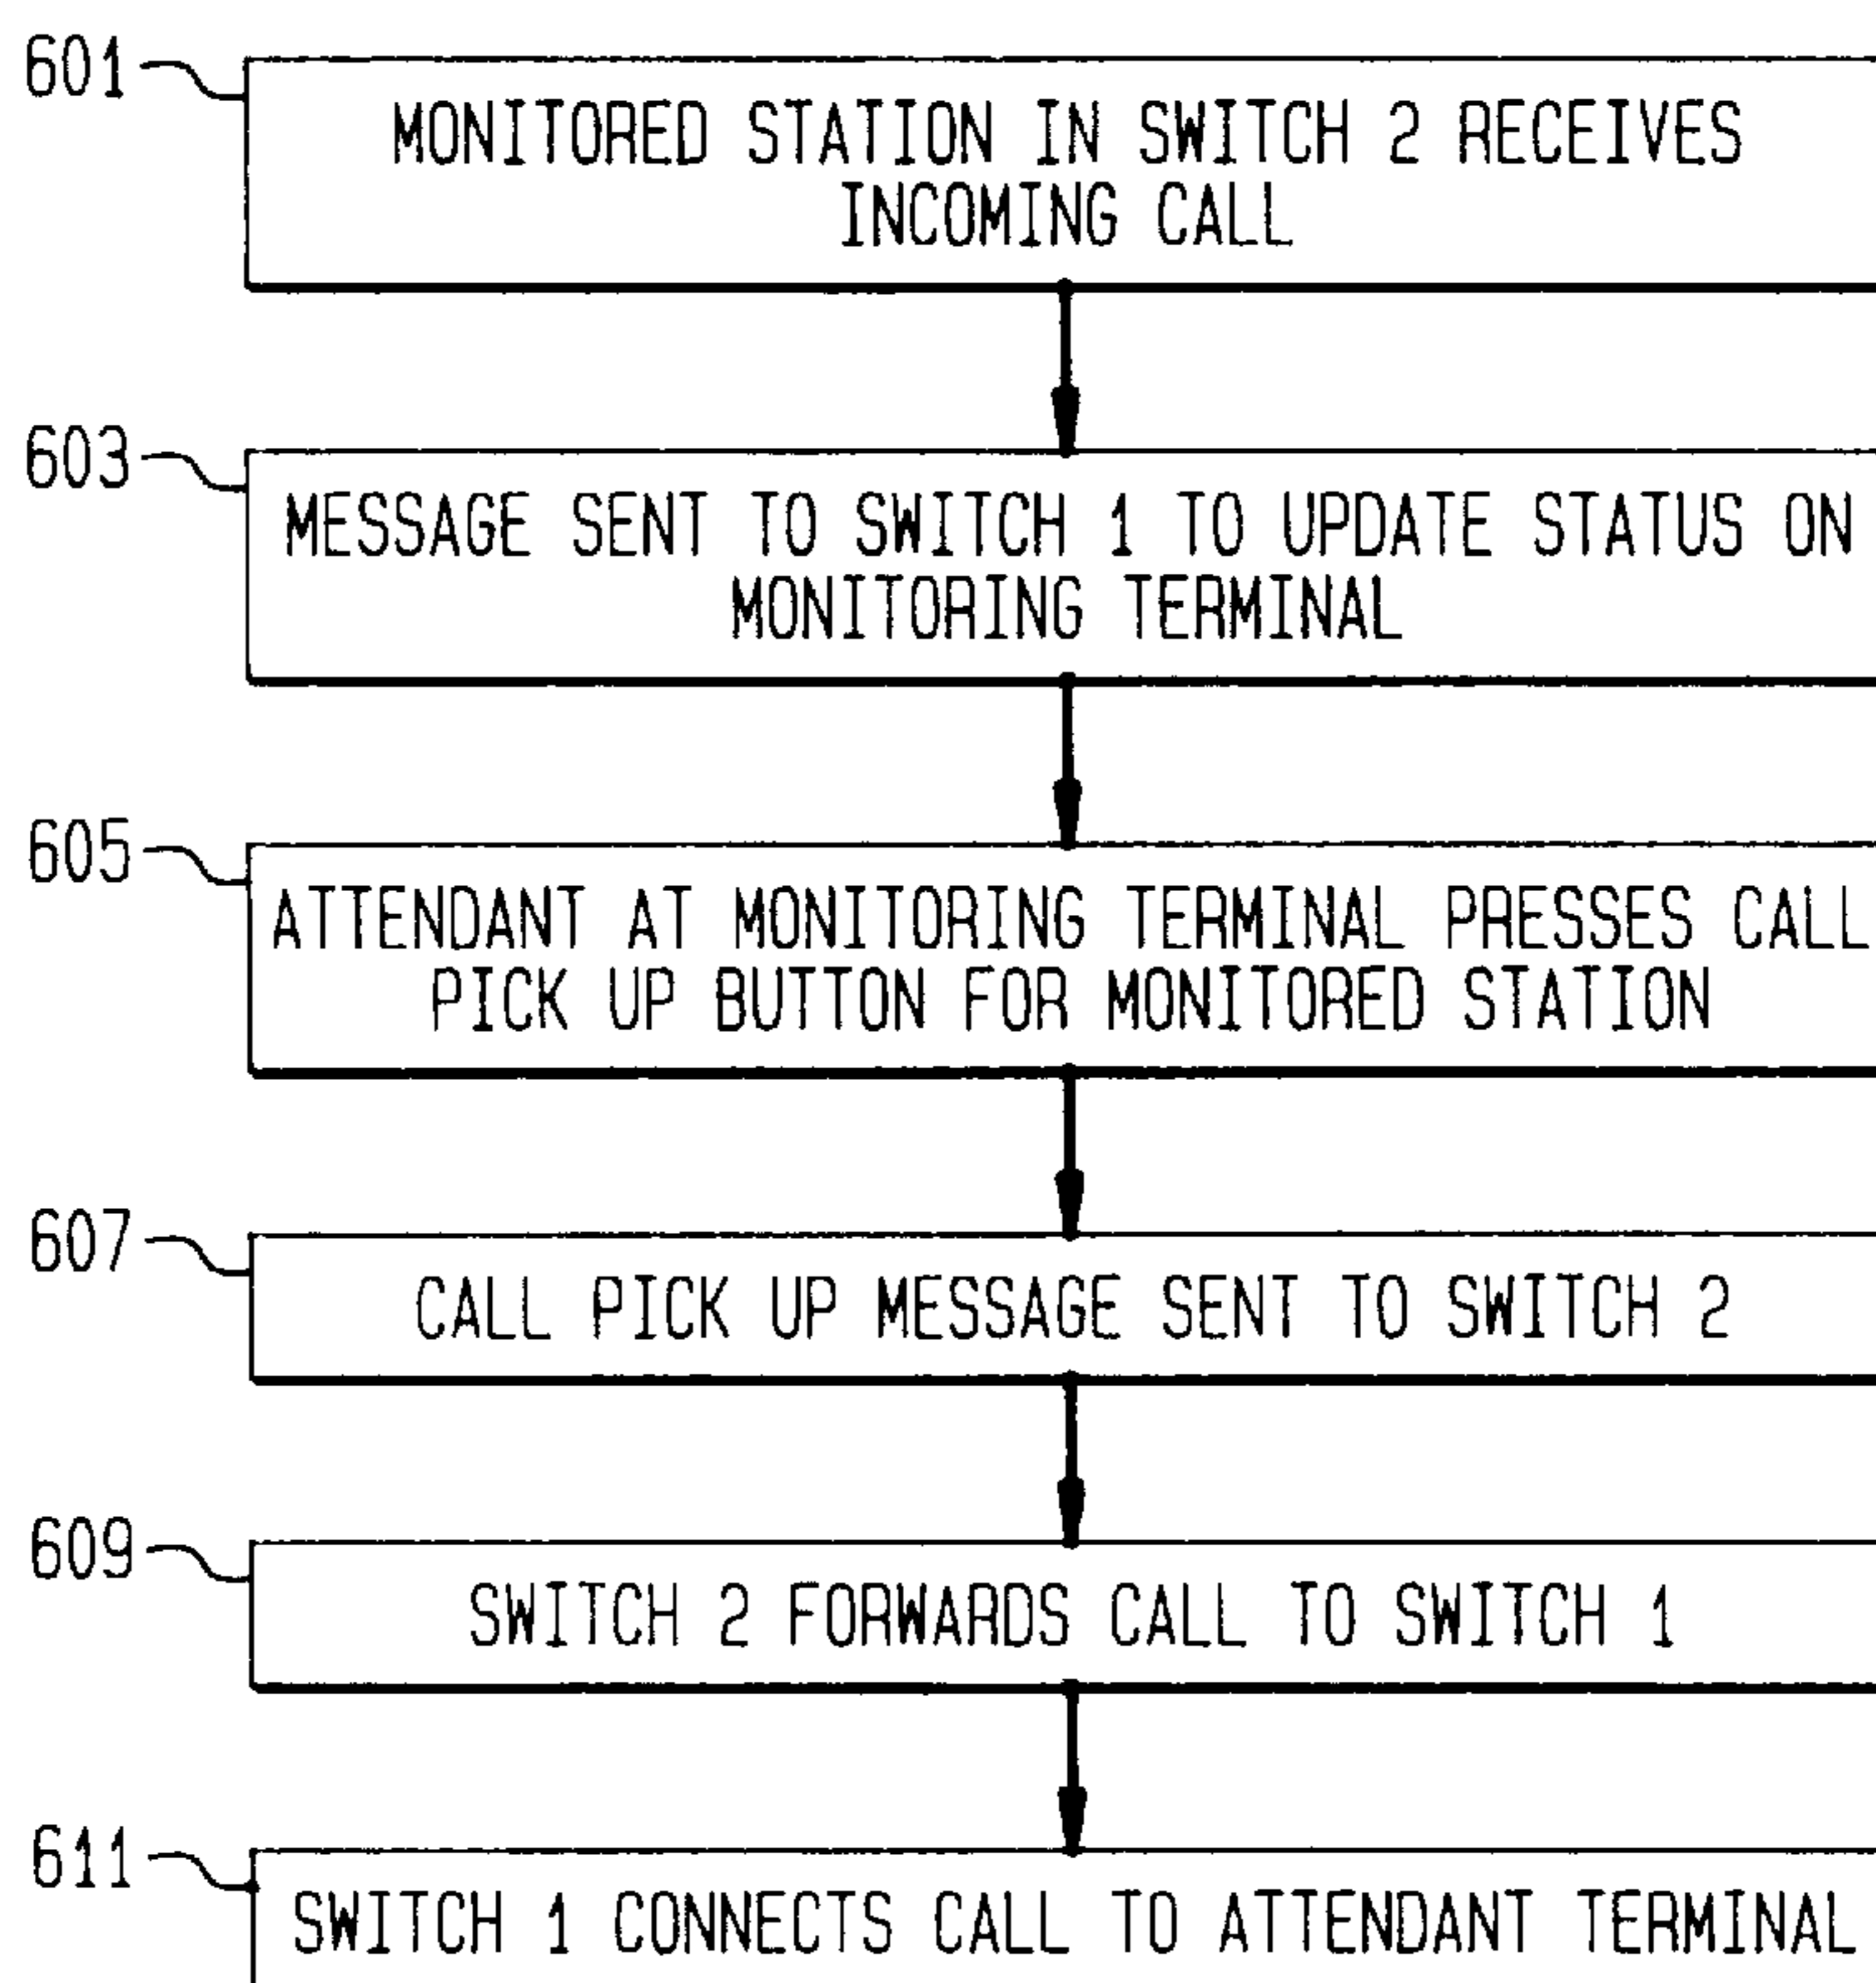 601
MONITORED STATION IN SWITCH 2 RECEIVES
INCOMING CALL
603
MESSAGE SENT TO SWITCH 1 TO UPDATE STATUS ON
MONITORING TERMINAL
605
ATTENDANT AT MONITORING TERMINAL PRESSES CALL
PICK UP BUTTON FOR MONITORED STATION
607
CALL PICK UP MESSAGE SENT TO SWITCH 2
609
SWITCH 2 FORWARDS CALL TO SWITCH 1
611
SWITCH 1 CONNECTS CALL TO ATTENDANT TERMINAL